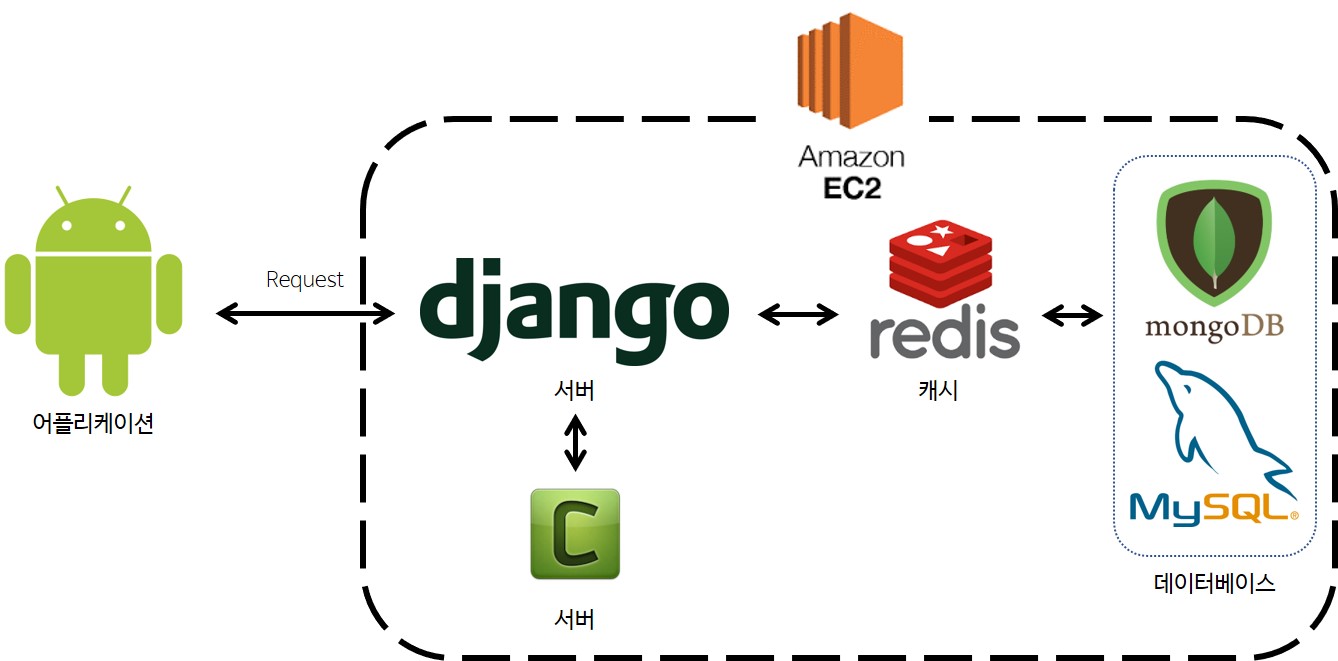 Amazon
EC2
Request
django
서버
redis
캐시
mongoDB
MySQL®
데이터베이스
어플리케이션
C
서버